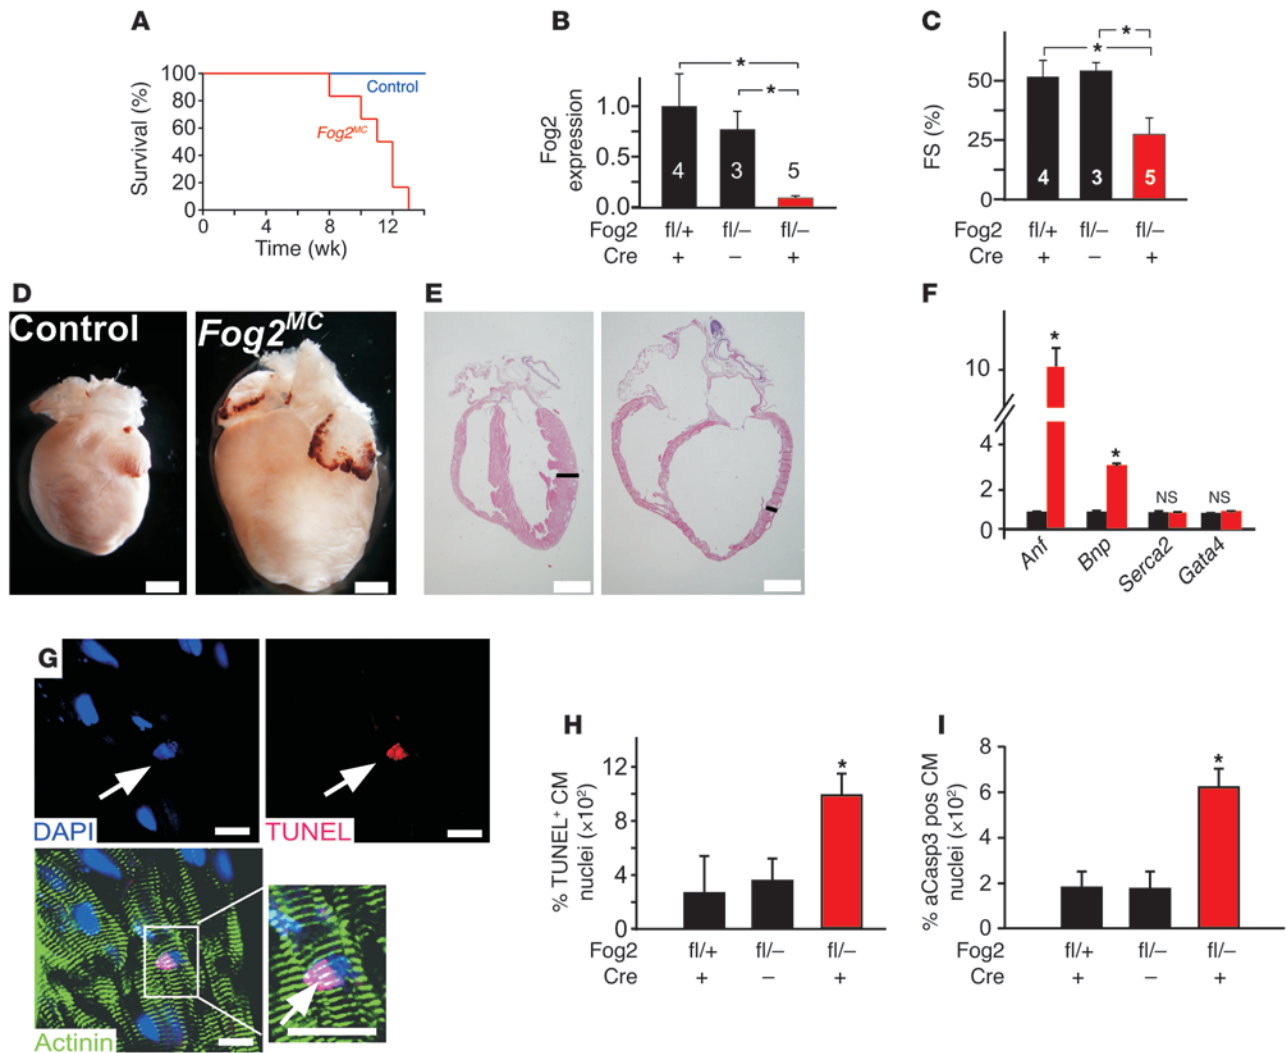 A
Survival (%)
100
80
60
40
20
0
Control
Fog2MC
0 4 8 12
Time (wk)
B
Fog2
expression
1.0
0.5
0.0
*
*
4 3 5
Fog2 fl/+ fl/– fl/–
Cre + – +
C
FS (%)
50
25
0
*
*
4 3 5
Fog2 fl/+ fl/– fl/–
Cre + – +
D
Control Fog2MC
E
F
10
4
2
0
*
*
NS NS
Anf Bnp Serca2 Gata4
G
DAPI TUNEL
Actinin
H
% TUNEL+ CM
nuclei (×10²)
12
8
4
0
*
Fog2 fl/+ fl/– fl/–
Cre + – +
I
% aCasp3 pos CM
nuclei (×10²)
8
6
4
2
0
*
Fog2 fl/+ fl/– fl/–
Cre + – +